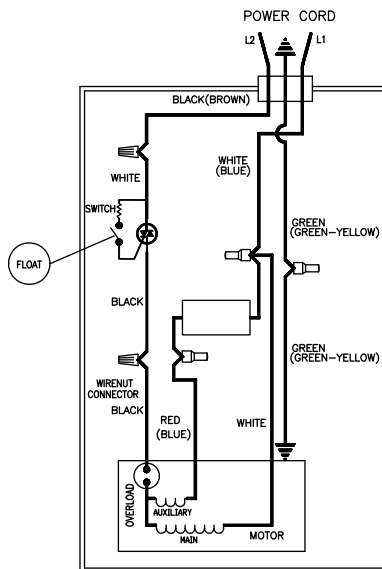 POWER CORD
L2
L1
BLACK(BROWN)
WHITE
(BLUE)
WHITE
SWITCH
FLOAT
GREEN
(GREEN-YELLOW)
BLACK
GREEN
(GREEN-YELLOW)
WIRENUT
CONNECTOR
BLACK
RED
(BLUE)
WHITE
OVERLOAD
AUXILIARY
MAIN
MOTOR